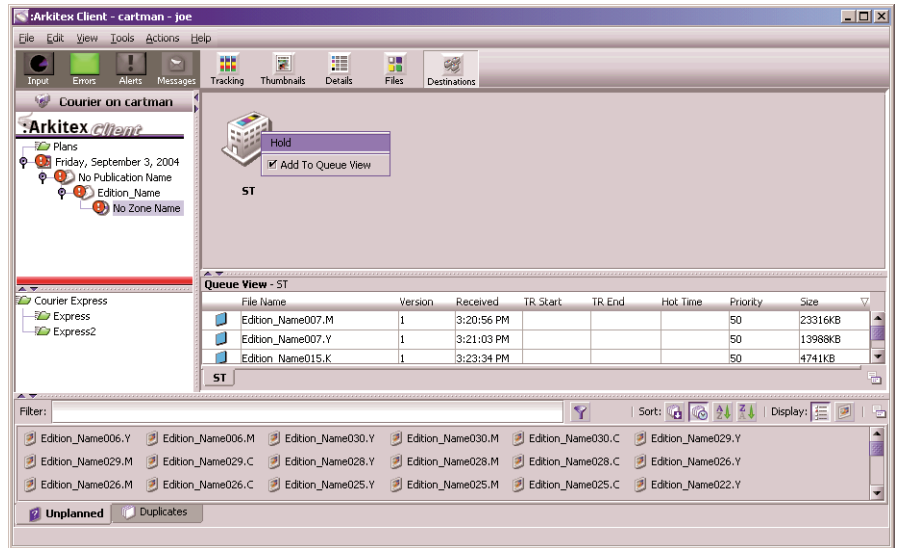 :Arkitex Client - cartman - joe
File Edit View Tools Actions Help
Input Errors Alerts Messages Tracking Thumbnails Details Files Destinations
Courier on cartman
:Arkitex Client
Plans
Friday, September 3, 2004
No Publication Name
Edition_Name
No Zone Name
Hold
Add To Queue View
ST
Queue View - ST
File Name Version Received TR Start TR End Hot Time Priority Size
Edition_Name007.M 1 3:20:56 PM 50 23316KB
Edition_Name007.Y 1 3:21:03 PM 50 13988KB
Edition_Name015.K 1 3:23:34 PM 50 4741KB
ST
Courier Express
Express
Express2
Filter: Sort: Display:
Edition_Name006.Y Edition_Name006.M Edition_Name030.Y Edition_Name030.M Edition_Name030.C Edition_Name029.Y
Edition_Name029.M Edition_Name029.C Edition_Name028.Y Edition_Name028.M Edition_Name028.C Edition_Name026.Y
Edition_Name026.M Edition_Name026.C Edition_Name025.Y Edition_Name025.M Edition_Name025.C Edition_Name022.Y
Unplanned Duplicates